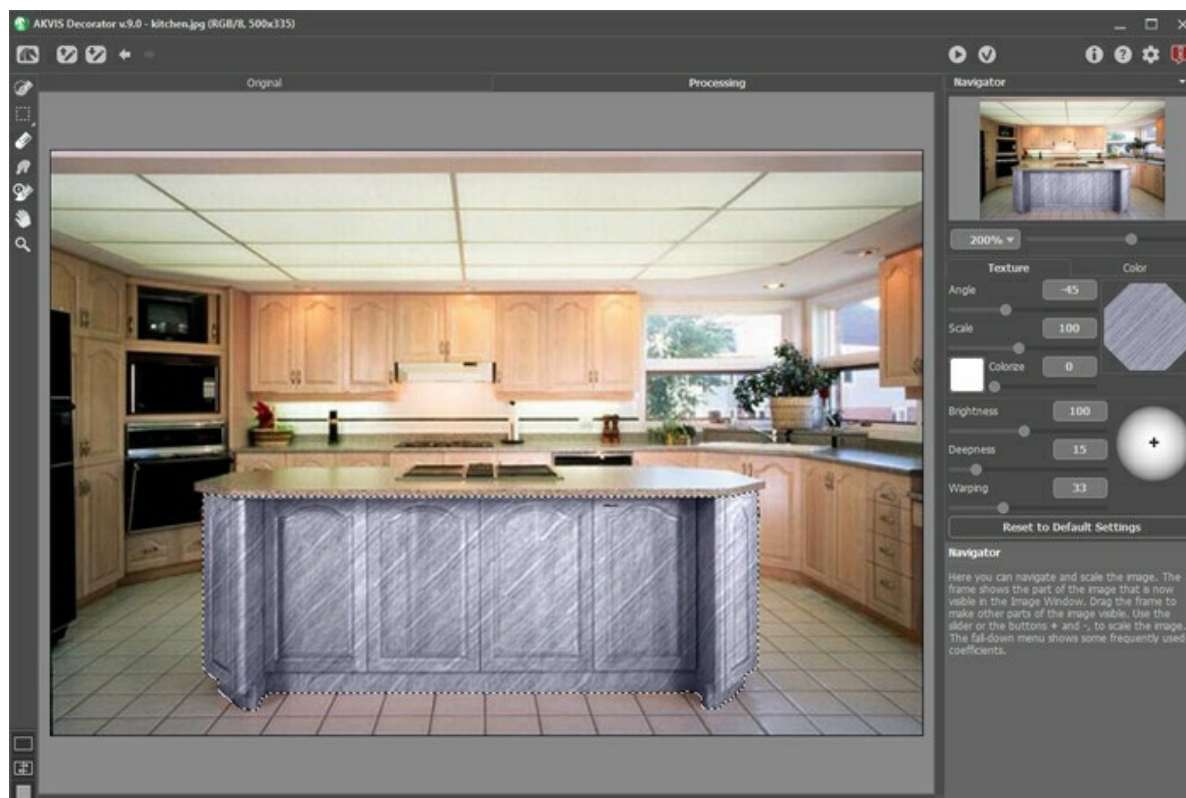 AKVIS Decorator v.9.0 - kitchen.jpg (RGB/8, 500x335)
Original
Processing
Navigator
200%
Texture
Color
Angle
-45
Scale
100
Colorize
0
Brightness
100
Deepness
15
Warping
33
Reset to Default Settings
Navigator
Here you can navigate and scale the image. The
frame shows the part of the image that is now
visible in the Image Window. Drag the frame to
make other parts of the image visible. Use the
slider or the buttons + and -, to scale the image.
The fall-down menu shows some frequently used
coefficients.